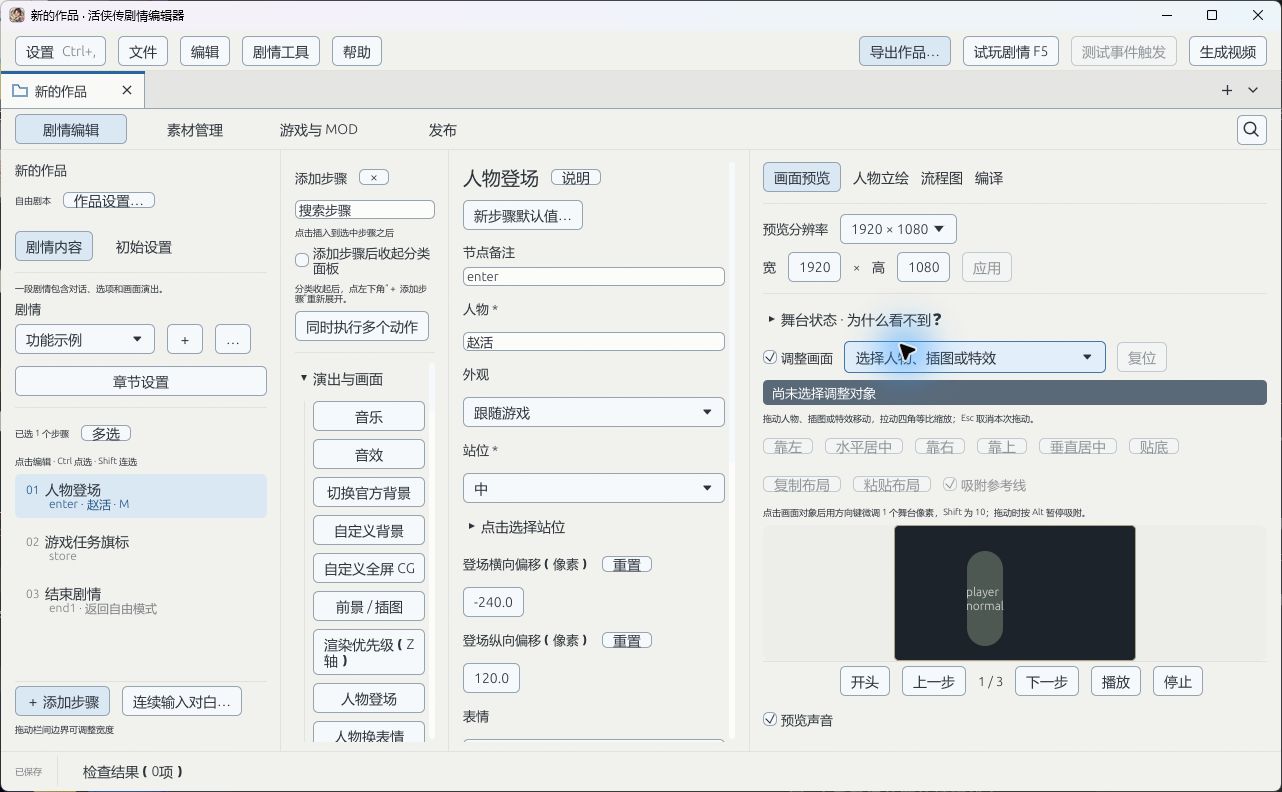 新的作品 · 活侠传剧情编辑器
设置 Ctrl+, 文件 编辑 剧情工具 帮助 导出作品… 试玩剧情 F5 测试事件触发 生成视频
新的作品
剧情编辑 素材管理 游戏与 MOD 发布
新的作品
自由剧本 作品设置…
剧情内容 初始设置
一段剧情包含对话、选项和画面演出。
剧情
功能示例 + …
章节设置
已选 1 个步骤 多选
点击编辑 · Ctrl 点选 · Shift 连选
01 人物登场
enter · 赵活 · M
02 游戏任务旗标
store
03 结束剧情
end1 · 返回自由模式
+ 添加步骤 连续输入对白…
拖动栏间边界可调整宽度
添加步骤 ×
搜索步骤
点击插入到选中步骤之后
添加步骤后收起分类
面板
分类收起后，点左下角“+ 添加步
骤”重新展开。
同时执行多个动作
演出与画面
音乐
音效
切换官方背景
自定义背景
自定义全屏 CG
前景 / 插图
渲染优先级 ( Z
轴 )
人物登场
人物换表情
人物登场 说明
新步骤默认值…
节点备注
enter
人物 *
赵活
外观
跟随游戏
站位 *
中
点击选择站位
登场横向偏移 ( 像素 ) 重置
-240.0
登场纵向偏移 ( 像素 ) 重置
120.0
表情
画面预览 人物立绘 流程图 编译
预览分辨率 1920 × 1080
宽 1920 × 高 1080 应用
舞台状态 · 为什么看不到？
调整画面 选择人物、插图或特效 复位
尚未选择调整对象
拖动人物、插图或特效移动，拉动四角等比缩放；Esc 取消本次拖动。
靠左 水平居中 靠右 靠上 垂直居中 贴底
复制布局 粘贴布局 吸附参考线
点击画面对象后用方向键微调 1 个舞台像素，Shift 为 10；拖动时按 Alt 暂停吸附。
player
normal
开头 上一步 1 / 3 下一步 播放 停止
预览声音
已保存 检查结果 ( 0项 )